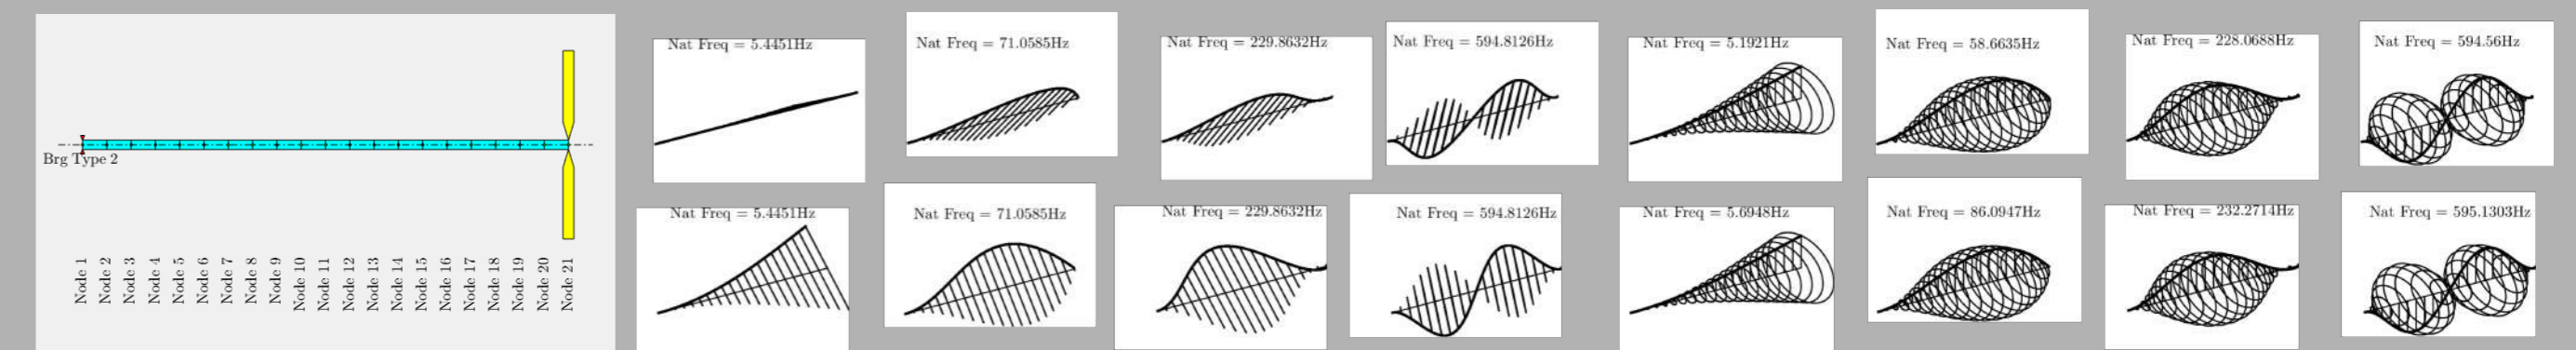 Brg Type 2
Node 1
Node 2
Node 3
Node 4
Node 5
Node 6
Node 7
Node 8
Node 9
Node 10
Node 11
Node 12
Node 13
Node 14
Node 15
Node 16
Node 17
Node 18
Node 19
Node 20
Node 21
Nat Freq = 5.4451Hz
Nat Freq = 71.0585Hz
Nat Freq = 229.8632Hz
Nat Freq = 594.8126Hz
Nat Freq = 5.1921Hz
Nat Freq = 58.6635Hz
Nat Freq = 228.0688Hz
Nat Freq = 594.56Hz
Nat Freq = 5.4451Hz
Nat Freq = 71.0585Hz
Nat Freq = 229.8632Hz
Nat Freq = 594.8126Hz
Nat Freq = 5.6948Hz
Nat Freq = 86.0947Hz
Nat Freq = 232.2714Hz
Nat Freq = 595.1303Hz